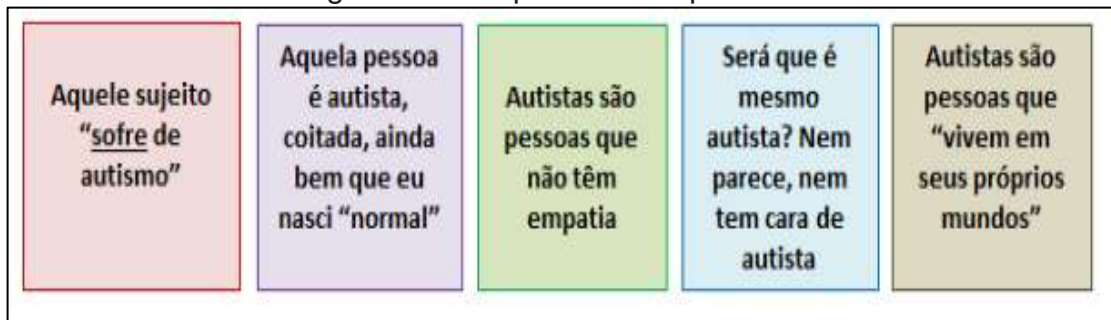 Aquele sujeito
“sofre de
autismo”
Aquela pessoa
é autista,
coitada, ainda
bem que eu
nasci “normal”
Autistas são
pessoas que
não têm
empatia
Será que é
mesmo
autista? Nem
parece, nem
tem cara de
autista
Autistas são
pessoas que
“vivem em
seus próprios
mundos”